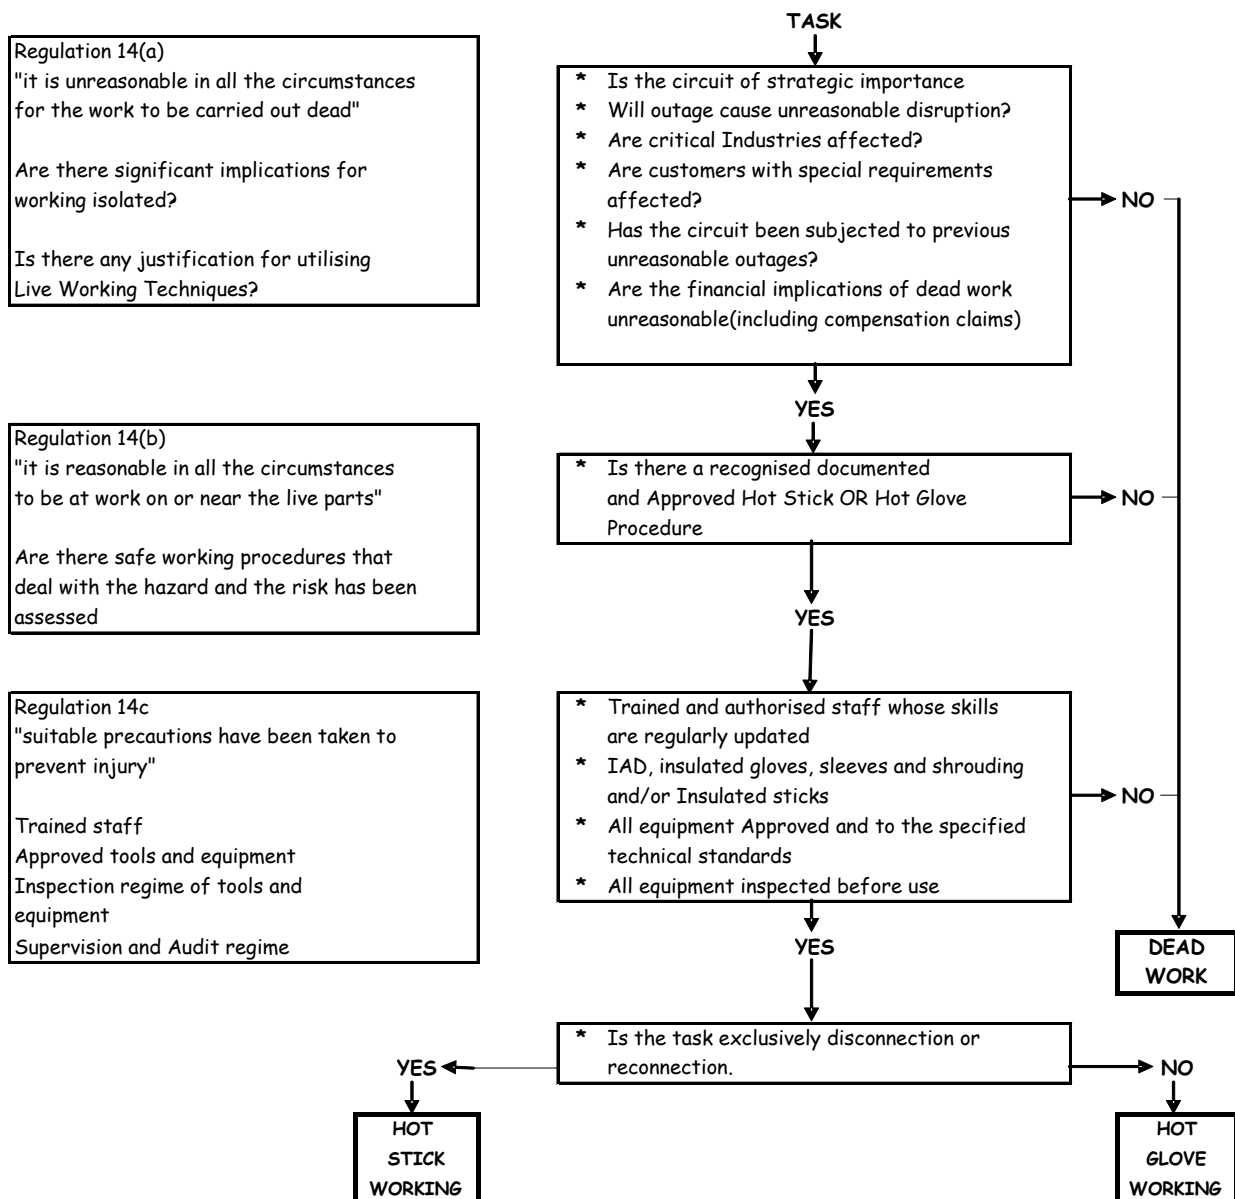 TASK
Regulation 14(a)
"it is unreasonable in all the circumstances
for the work to be carried out dead"
Are there significant implications for
working isolated?
Is there any justification for utilising
Live Working Techniques?
* Is the circuit of strategic importance
* Will outage cause unreasonable disruption?
* Are critical Industries affected?
* Are customers with special requirements
affected?
* Has the circuit been subjected to previous
unreasonable outages?
* Are the financial implications of dead work
unreasonable(including compensation claims)
NO
YES
Regulation 14(b)
"it is reasonable in all the circumstances
to be at work on or near the live parts"
Are there safe working procedures that
deal with the hazard and the risk has been
assessed
* Is there a recognised documented
and Approved Hot Stick OR Hot Glove
Procedure
NO
YES
Regulation 14c
"suitable precautions have been taken to
prevent injury"
Trained staff
Approved tools and equipment
Inspection regime of tools and
equipment
Supervision and Audit regime
* Trained and authorised staff whose skills
are regularly updated
* IAD, insulated gloves, sleeves and shrouding
and/or Insulated sticks
* All equipment Approved and to the specified
technical standards
* All equipment inspected before use
NO
YES
DEAD
WORK
* Is the task exclusively disconnection or
reconnection.
YES
NO
HOT
STICK
WORKING
HOT
GLOVE
WORKING